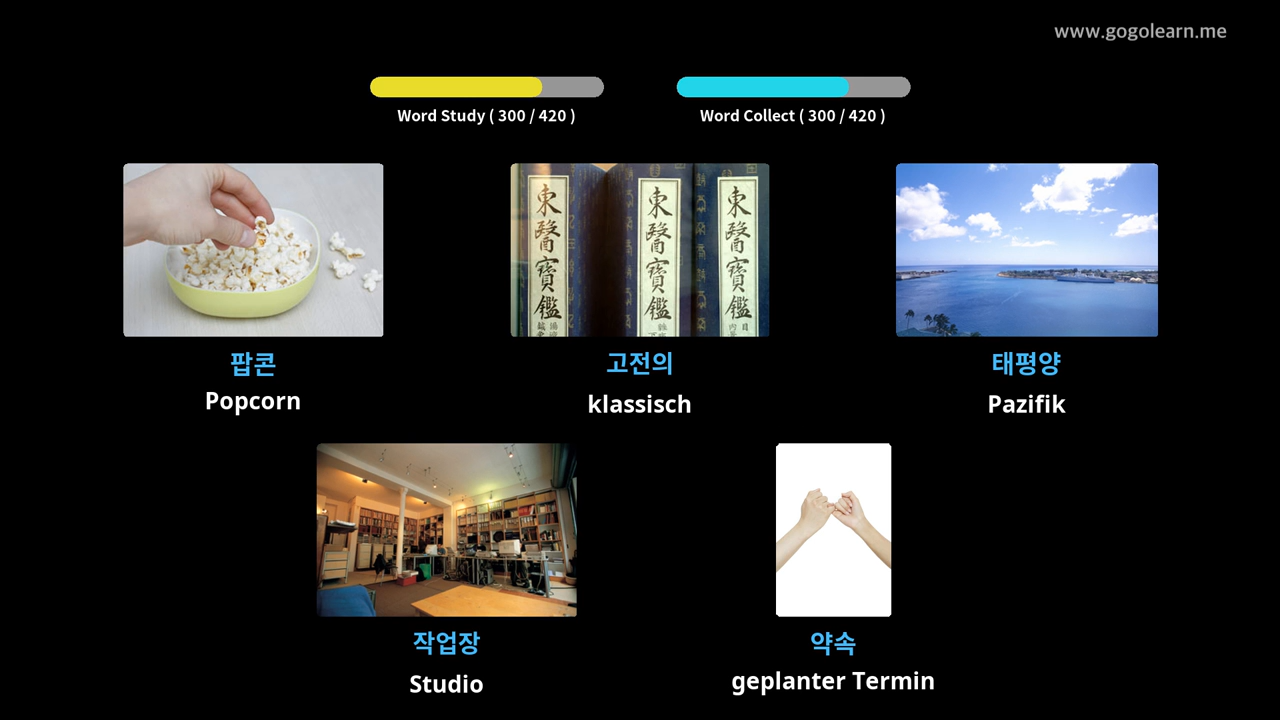 www.gogolearn.me
Word Study ( 300 / 420 )
Word Collect ( 300 / 420 )
東醫寶鑑
東醫寶鑑
東醫寶鑑
팝콘
고전의
태평양
Popcorn
klassisch
Pazifik
작업장
약속
Studio
geplanter Termin